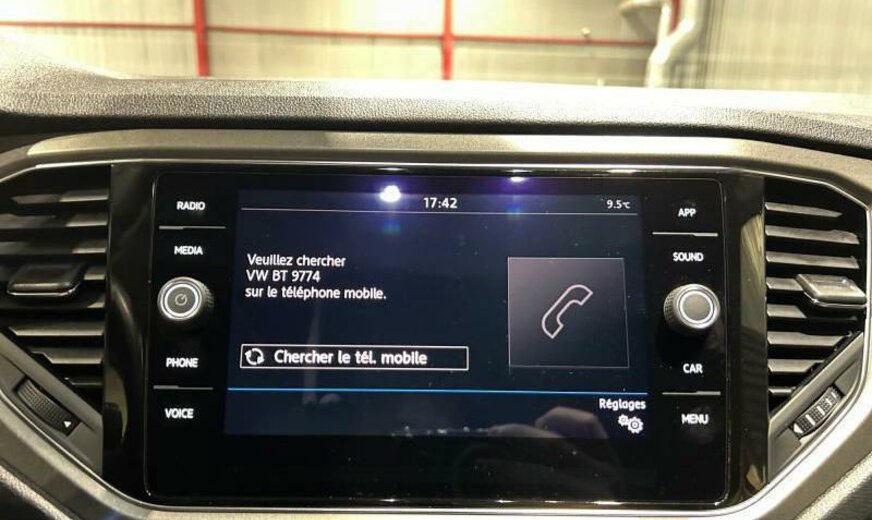 RADIO
MEDIA
PHONE
VOICE
17:42
9.5°C
Veuillez chercher
VW BT 9774
sur le téléphone mobile.
Chercher le tél. mobile
Réglages
APP
SOUND
CAR
MENU